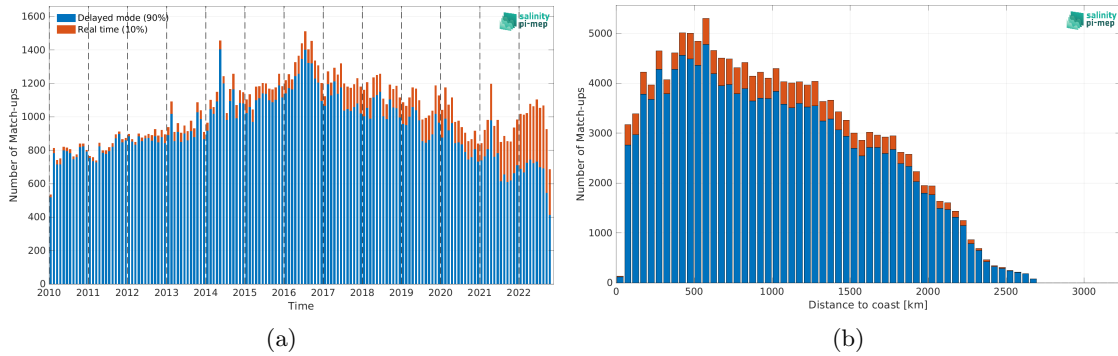 Delayed mode (90%)
Real time (10%)
salinity
pi-mep
1600
1400
1200
1000
800
600
400
200
0
Number of Match-ups
2010 2011 2012 2013 2014 2015 2016 2017 2018 2019 2020 2021 2022
Time
(a)
salinity
pi-mep
5000
4000
3000
2000
1000
0
Number of Match-ups
0 500 1000 1500 2000 2500 3000
Distance to coast [km]
(b)